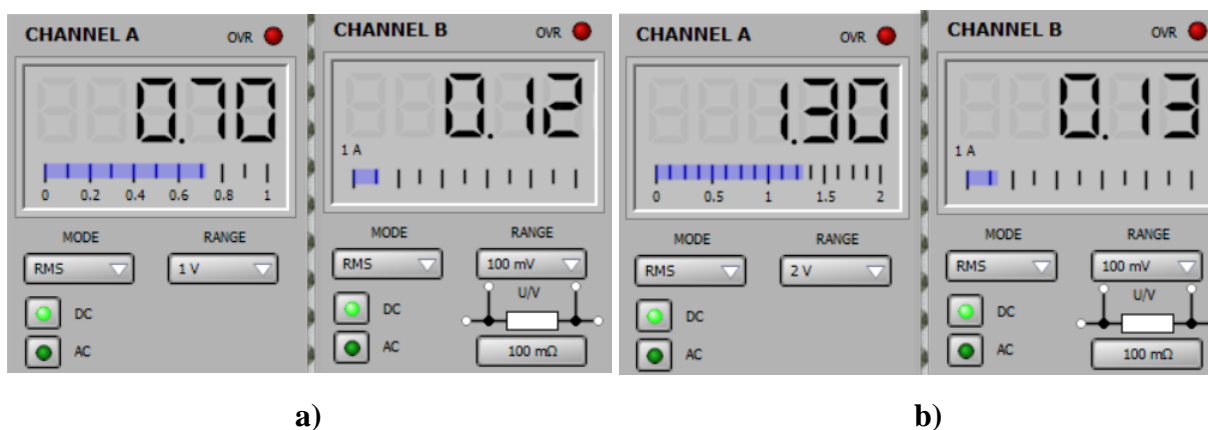 CHANNEL A OVR
0.70
0 0.2 0.4 0.6 0.8 1
MODE RANGE
RMS 1 V
DC
AC
CHANNEL B OVR
0.12
1 A
MODE RANGE
RMS 100 mV
U/V
DC
AC
100 mΩ
a)
CHANNEL A OVR
1.30
0 0.5 1 1.5 2
MODE RANGE
RMS 2 V
DC
AC
CHANNEL B OVR
0.13
1 A
MODE RANGE
RMS 100 mV
U/V
DC
AC
100 mΩ
b)